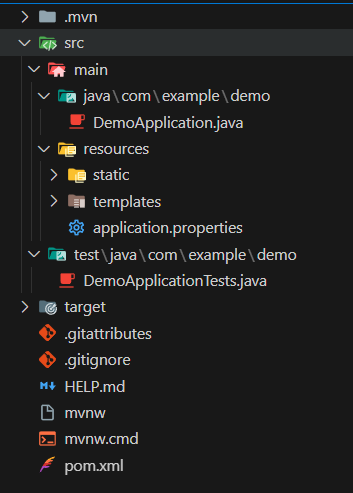 .mvn
src
main
java\com\example\demo
DemoApplication.java
resources
static
templates
application.properties
test\java\com\example\demo
DemoApplicationTests.java
target
.gitattributes
.gitignore
HELP.md
mvnw
mvnw.cmd
pom.xml